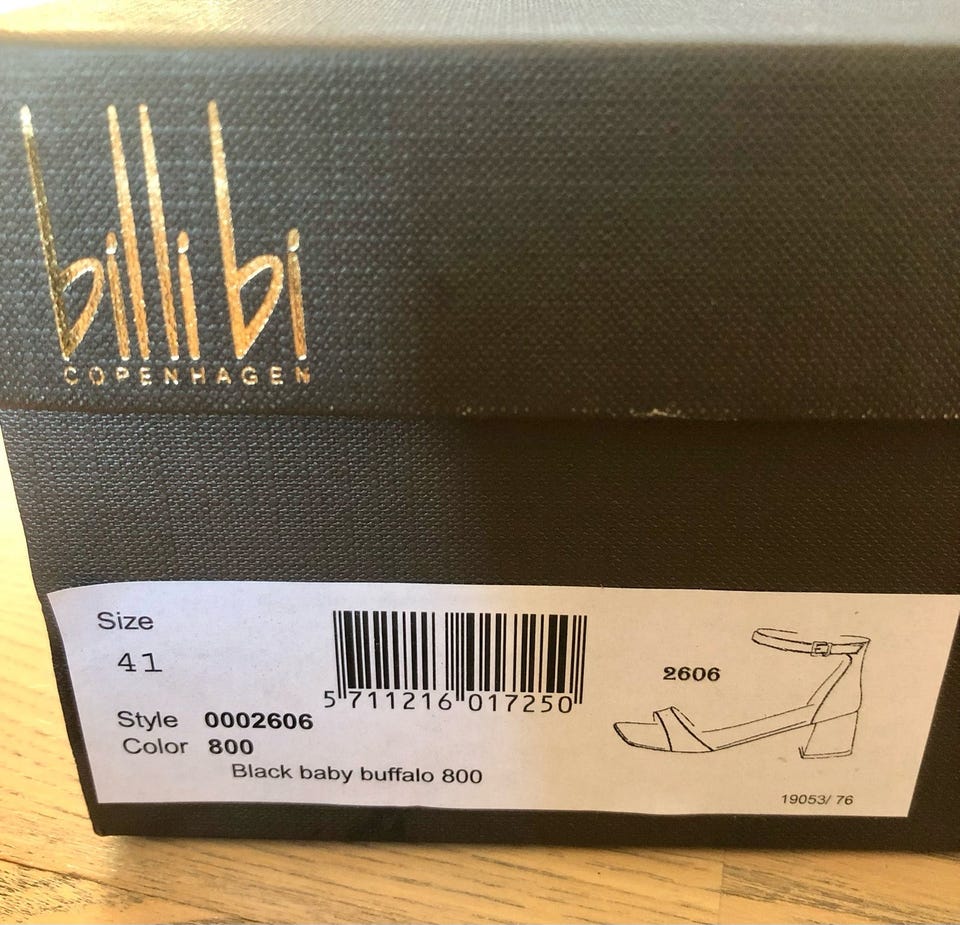 billi bi
COPENHAGEN
Size
41
5 711216 017250
Style 0002606
Color 800
Black baby buffalo 800
2606
19053/ 76